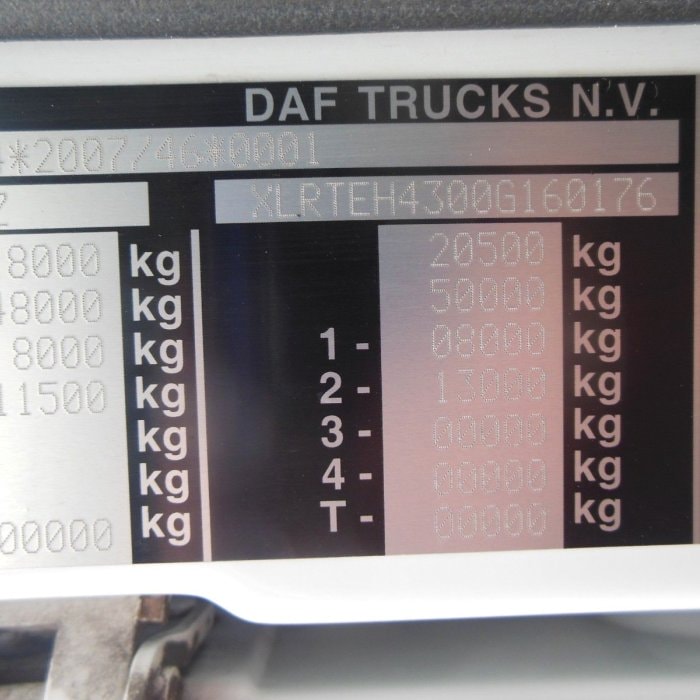 DAF TRUCKS N.V.
*2007/46*0001
XLRTEH4300G160176
8000 kg 20500 kg
8000 kg 50000 kg
8000 kg 1 - 08000 kg
11500 kg 2 - 13000 kg
kg 3 - 00000 kg
kg 4 - 00000 kg
00000 kg T - 00000 kg